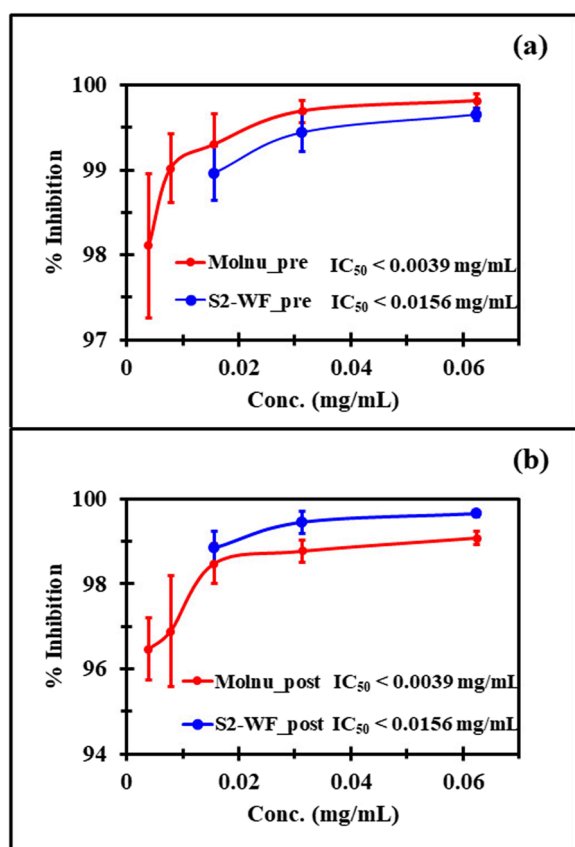 (a)
100
99
98
97
% Inhibition
Molnu_pre IC50 < 0.0039 mg/mL
S2-WF_pre IC50 < 0.0156 mg/mL
0 0.02 0.04 0.06
Conc. (mg/mL)
(b)
100
98
96
94
% Inhibition
Molnu_post IC50 < 0.0039 mg/mL
S2-WF_post IC50 < 0.0156 mg/mL
0 0.02 0.04 0.06
Conc. (mg/mL)